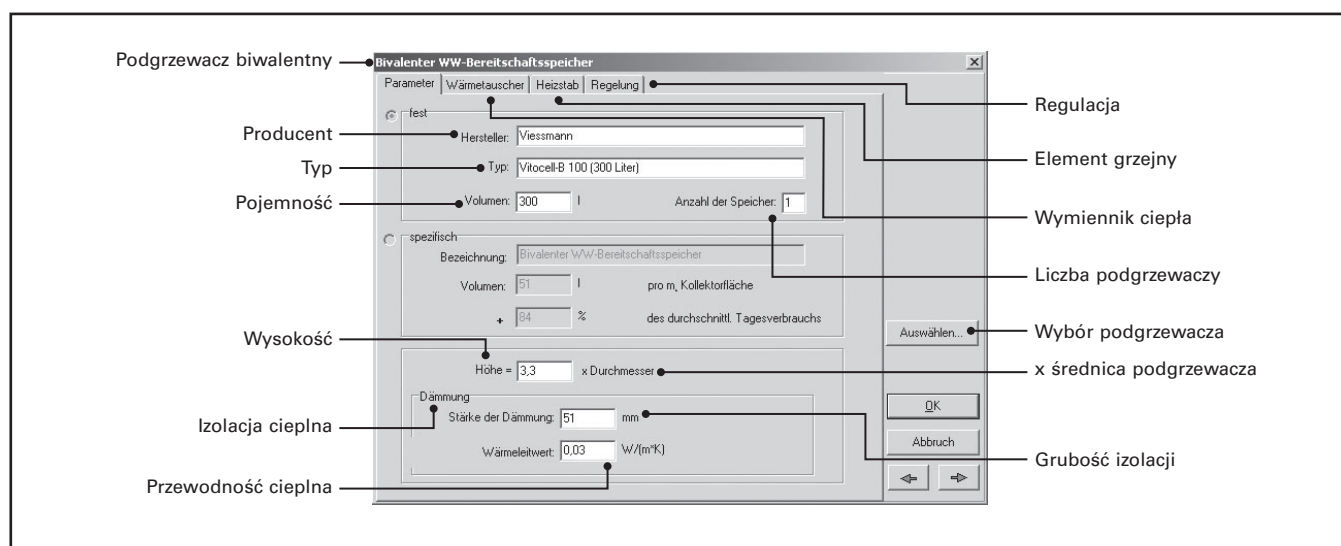 Podgrzewacz biwalentny
Bivalenter WW-Bereitschaftsspeicher
Parameter Wärmetauscher Heizstab Regelung
Regulacja
fest
Producent
Hersteller: Viessmann
Element grzejny
Typ
Typ: Vitocell-B 100 (300 Liter)
Pojemność
Volumen: 300 l Anzahl der Speicher: 1
Wymiennik ciepła
spezifisch
Bezeichnung: Bivalenter WW-Bereitschaftsspeicher
Liczba podgrzewaczy
Volumen: 51 l pro m, Kollektorfläche
+ 84 % des durchschnittl. Tagesverbrauchs
Wysokość
Auswählen...
Wybór podgrzewacza
Höhe = 3,3 x Durchmesser
x średnica podgrzewacza
Dämmung
OK
Izolacja cieplna
Stärke der Dämmung: 51 mm
Abbruch
Wärmeleitwert: 0,03 W/(m*K)
Grubość izolacji
Przewodność cieplna